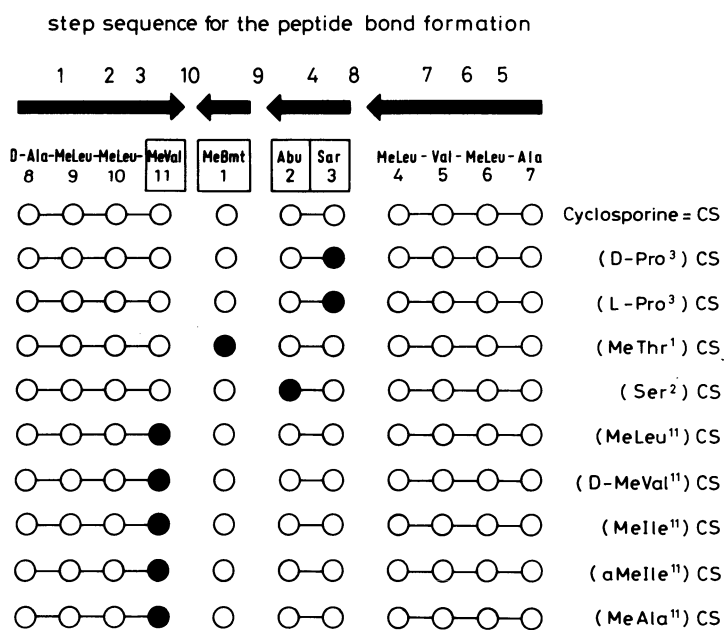 step sequence for the peptide bond formation
1 2 3 10 9 4 8 7 6 5
D-Ala-MeLeu-MeLeu-MeVal MeBmt Abu Sar MeLeu-Val-MeLeu-Ala
8 9 10 11 1 2 3 4 5 6 7
Cyclosporine = CS
(D-Pro³) CS
(L-Pro³) CS
(MeThr¹) CS
(Ser²) CS
(MeLeu¹¹) CS
(D-MeVal¹¹) CS
(MeIle¹¹) CS
(aMeIle¹¹) CS
(MeAla¹¹) CS